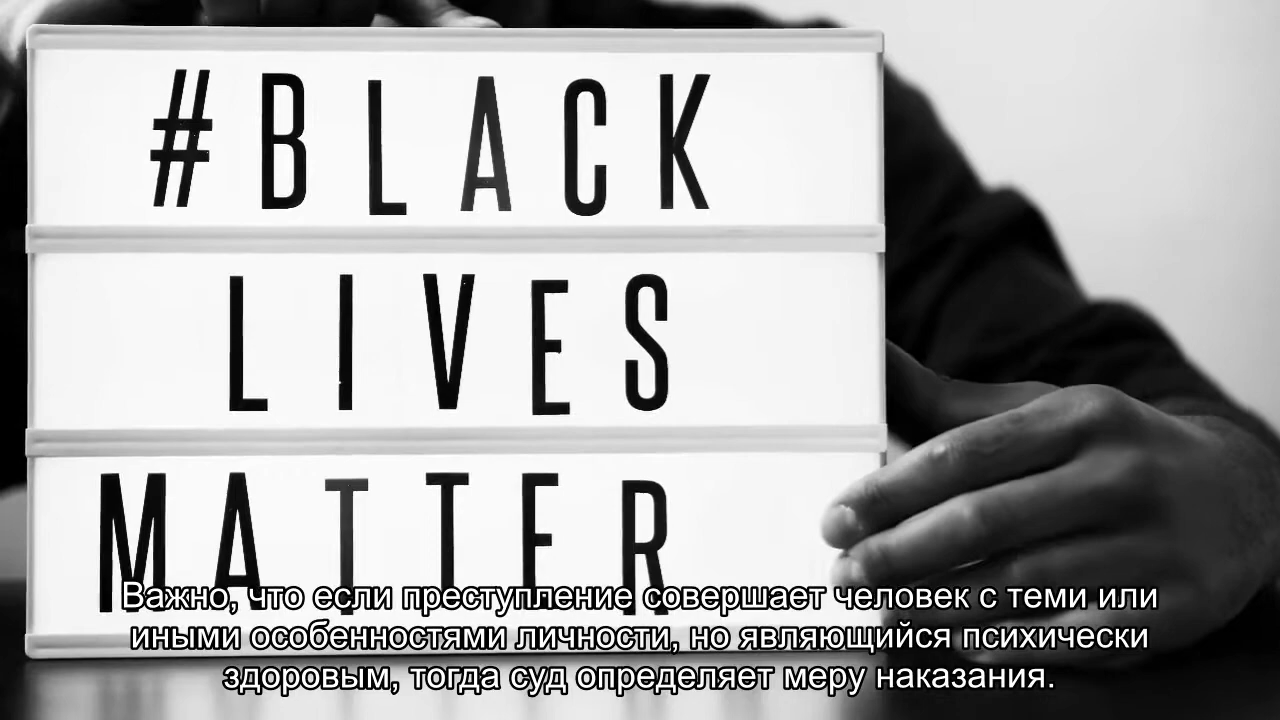 #BLACK
LIVES
MATTER
Важно, что если преступление совершает человек с теми или
иными особенностями личности, но являющийся психически
здоровым, тогда суд определяет меру наказания.